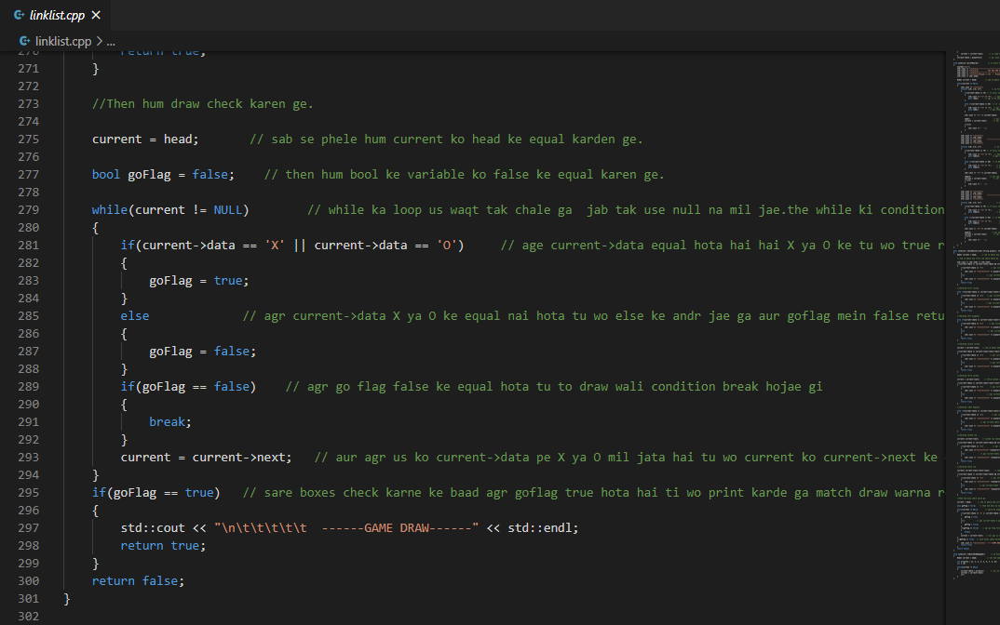 linklist.cpp
linklist.cpp > ...
270 return true;
271 }
272
273 //Then hum draw check karen ge.
274
275 current = head; // sab se phele hum current ko head ke equal karden ge.
276
277 bool goFlag = false; // then hum bool ke variable ko false ke equal karen ge.
278
279 while(current != NULL) // while ka loop us waqt tak chale ga jab tak use null na mil jae.the while ki condition
280 {
281 if(current->data == 'X' || current->data == 'O') // age current->data equal hota hai hai X ya O ke tu wo true r
282 {
283 goFlag = true;
284 }
285 else // agr current->data X ya O ke equal nai hota tu wo else ke andr jae ga aur goflag mein false retu
286 {
287 goFlag = false;
288 }
289 if(goFlag == false) // agr go flag false ke equal hota tu to draw wali condition break hojae gi
290 {
291 break;
292 }
293 current = current->next; // aur agr us ko current->data pe X ya O mil jata hai tu wo current ko current->next ke
294 }
295 if(goFlag == true) // sare boxes check karne ke baad agr goflag true hota hai ti wo print karde ga match draw warna r
296 {
297 std::cout << "\n\t\t\t\t\t ------GAME DRAW------" << std::endl;
298 return true;
299 }
300 return false;
301 }
302